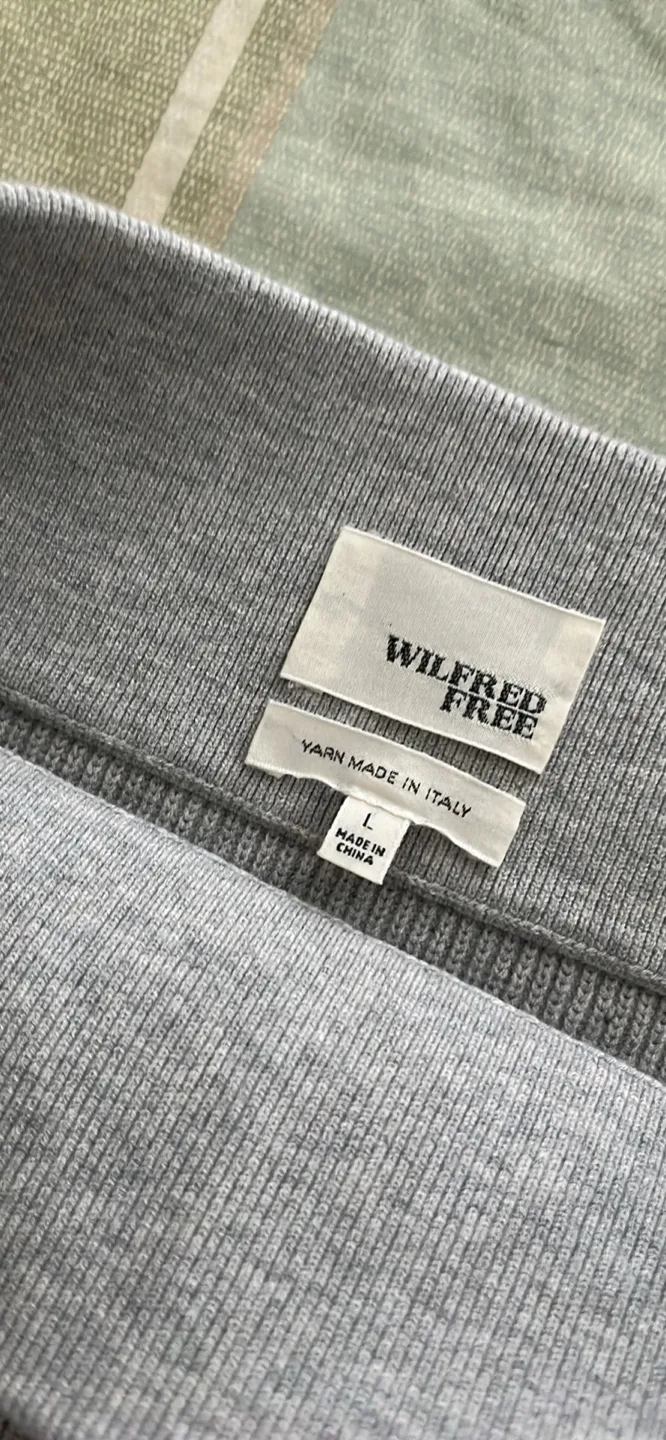 WILFRED
FREE
YARN MADE IN ITALY
L
MADE IN
CHINA